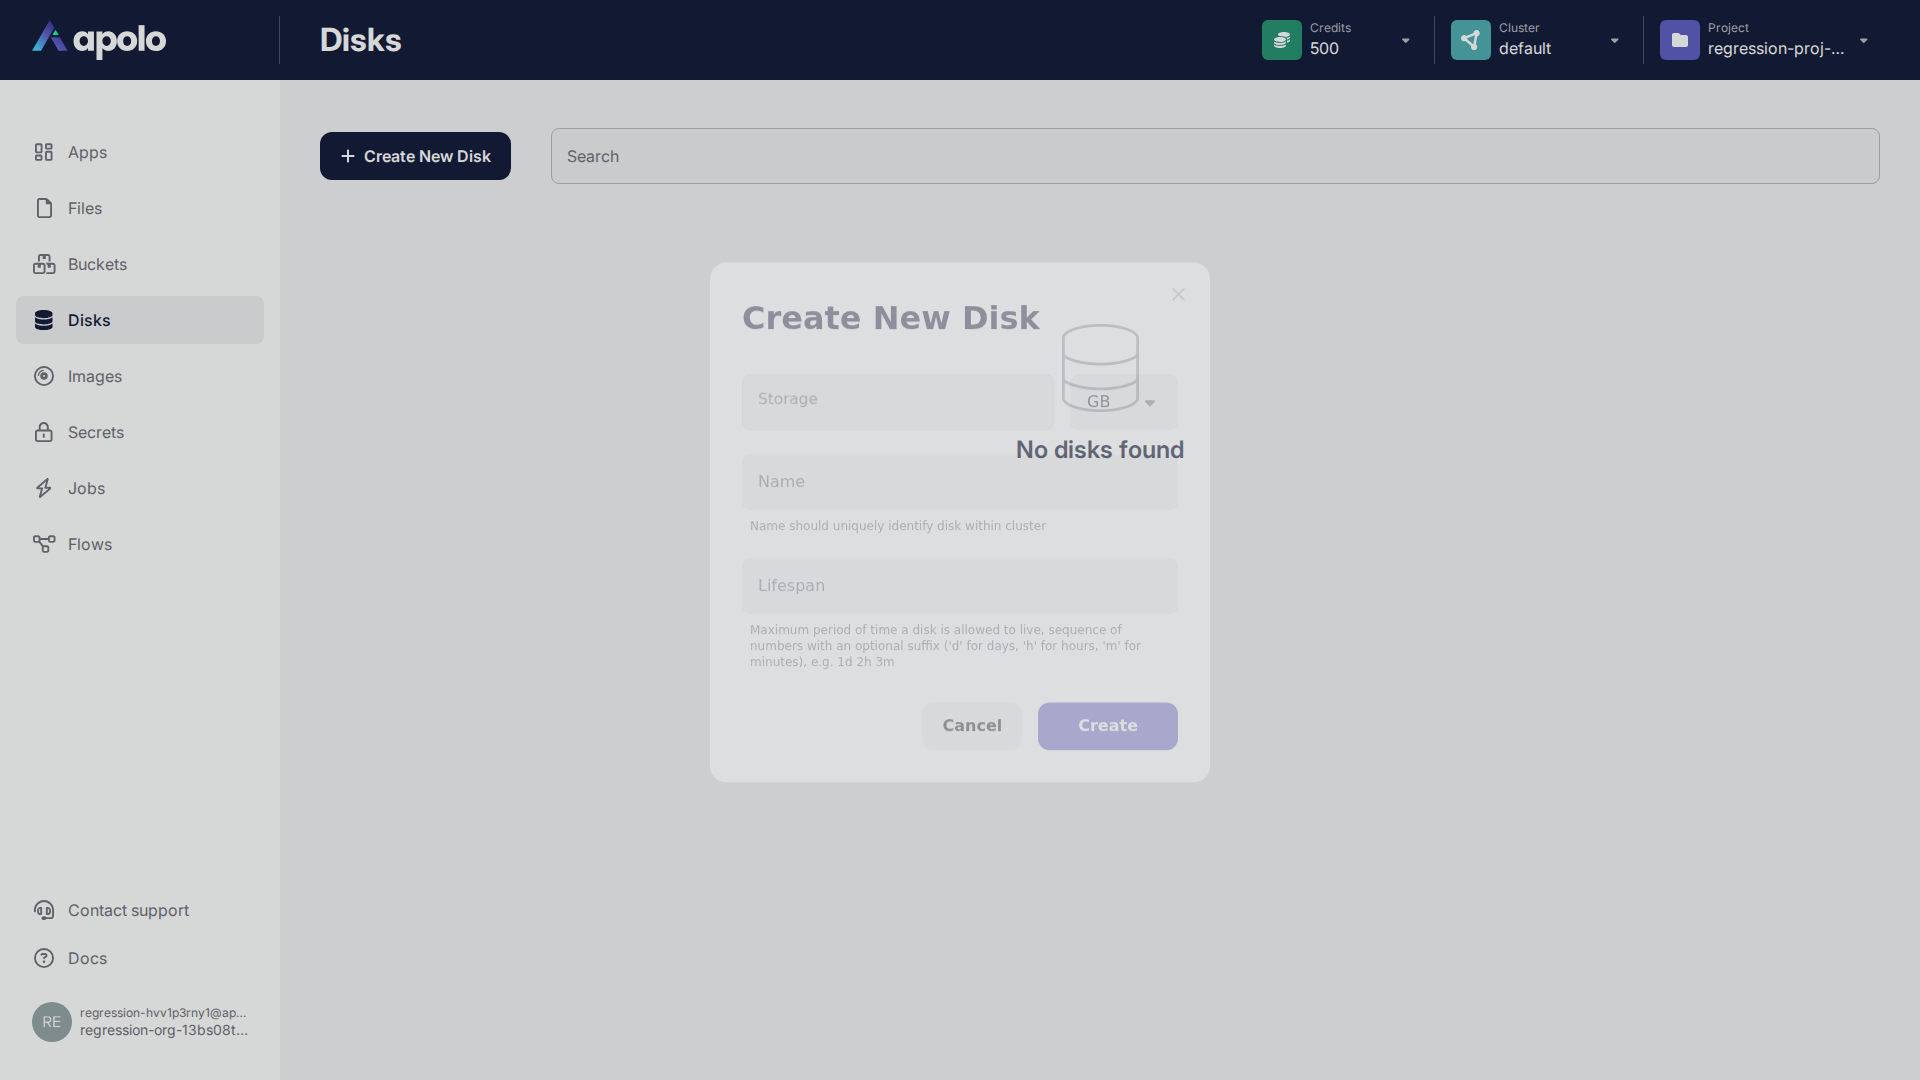 apolo
Disks
Credits
500
Cluster
default
Project
regression-proj-...
Apps
Files
Buckets
Disks
Images
Secrets
Jobs
Flows
Contact support
Docs
RE
regression-hvv1p3rny1@ap...
regression-org-13bs08t...
Create New Disk
Search
Create New Disk
Storage
GB
No disks found
Name
Name should uniquely identify disk within cluster
Lifespan
Maximum period of time a disk is allowed to live, sequence of
numbers with an optional suffix ('d' for days, 'h' for hours, 'm' for
minutes), e.g. 1d 2h 3m
Cancel
Create